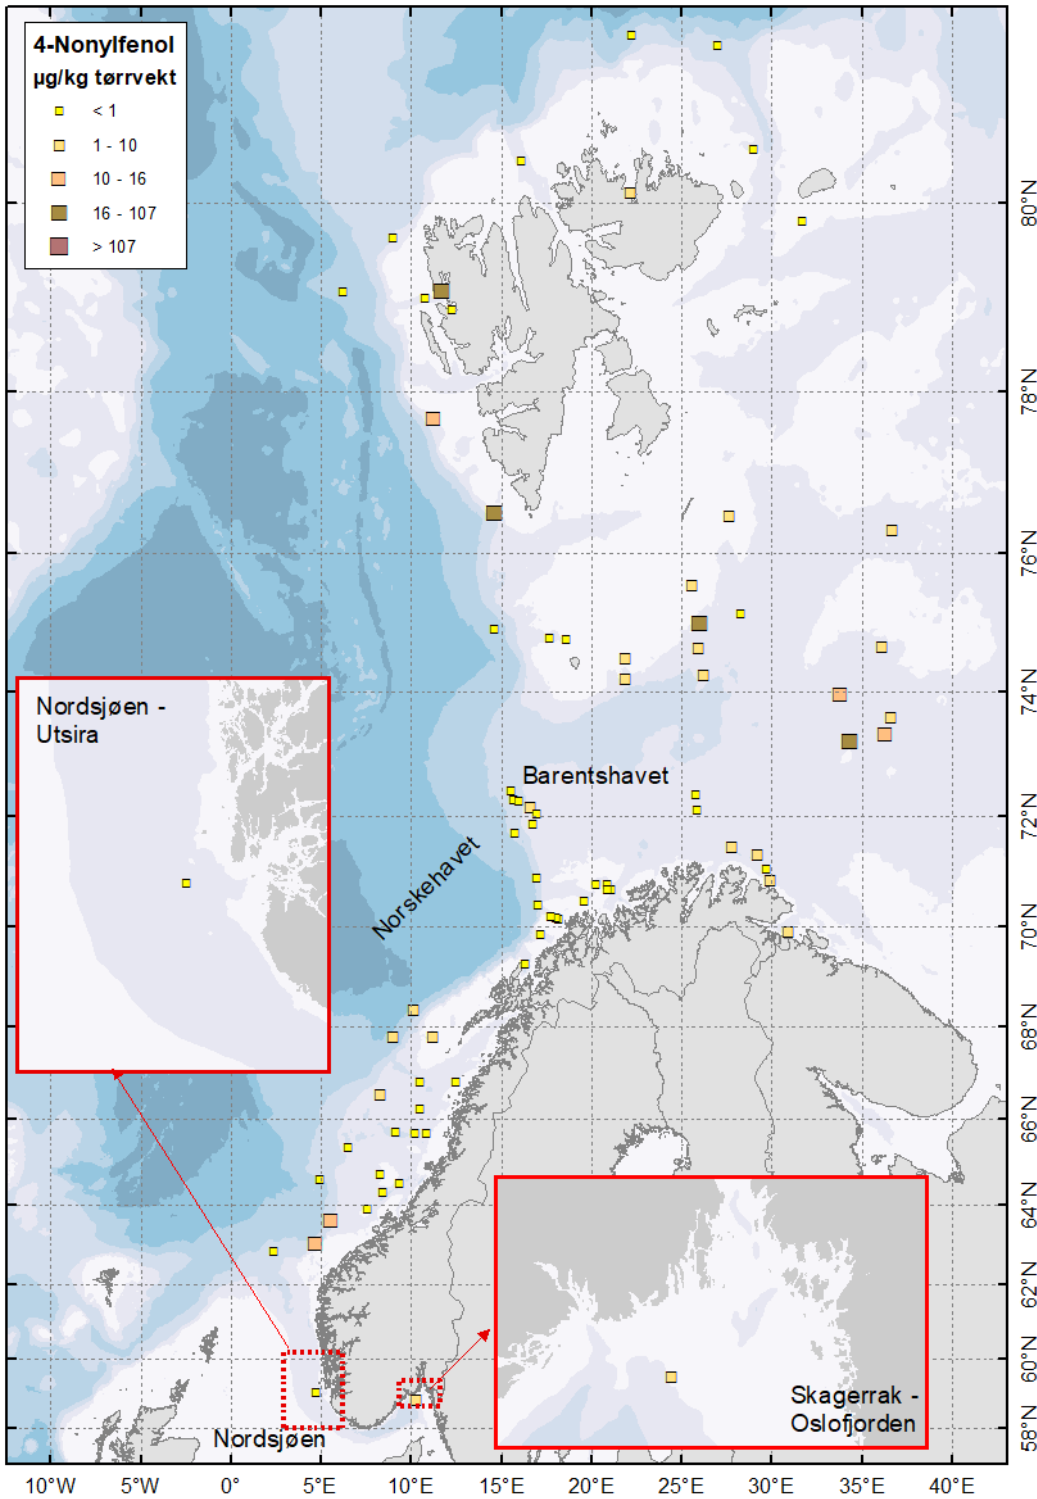 4-Nonylfenol
µg/kg tørrvekt
< 1
1 - 10
10 - 16
16 - 107
> 107
80°N
78°N
76°N
74°N
72°N
70°N
68°N
66°N
64°N
62°N
60°N
58°N
Nordsjøen -
Utsira
Barentshavet
Norskehavet
Skagerrak -
Oslofjorden
Nordsjøen
10°W
5°W
0°
5°E
10°E
15°E
20°E
25°E
30°E
35°E
40°E